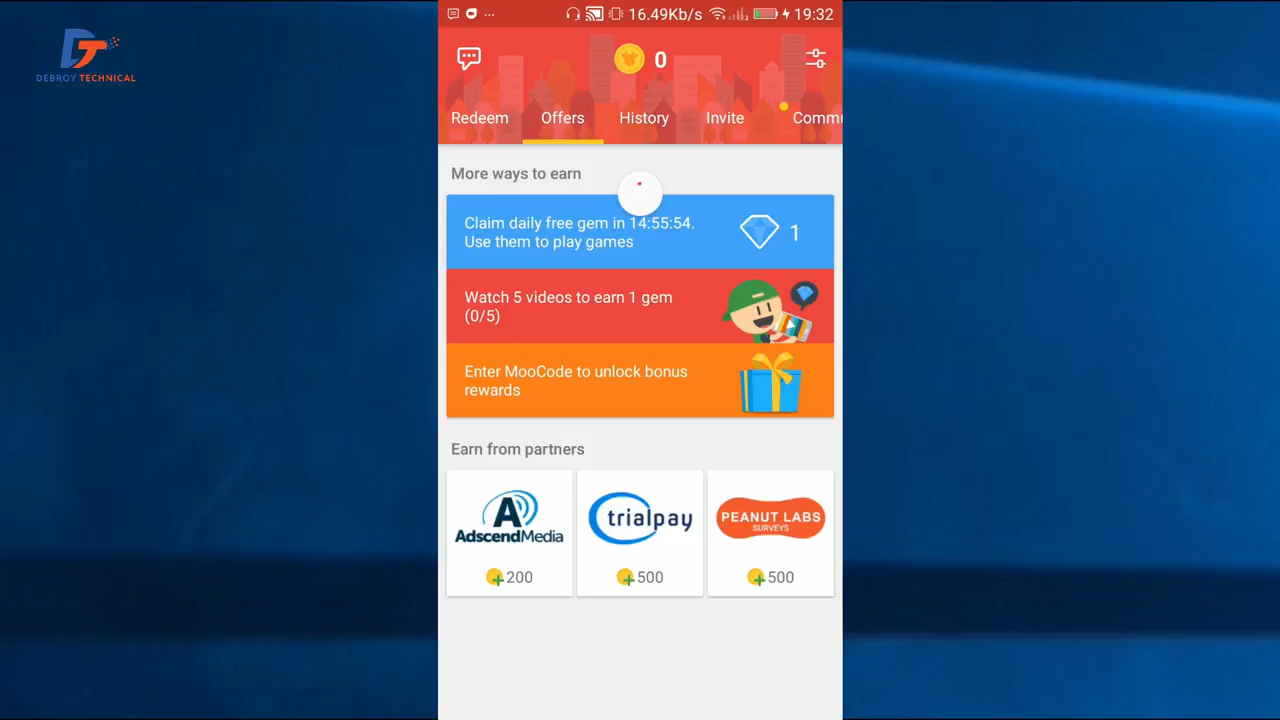 ... 16.49Kb/s 19:32
DT
DEBROY TECHNICAL
0
Redeem Offers History Invite Commu
More ways to earn
Claim daily free gem in 14:55:54.
Use them to play games
1
Watch 5 videos to earn 1 gem
(0/5)
Enter MooCode to unlock bonus
rewards
Earn from partners
A
AdscendMedia
trialpay
PEANUT LABS
SURVEYS
200 500 500